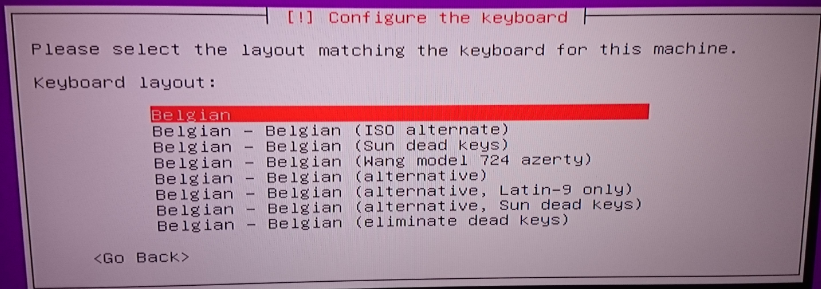 [!] Configure the keyboard
Please select the layout matching the keyboard for this machine.
Keyboard layout:
Belgian
Belgian - Belgian (ISO alternate)
Belgian - Belgian (Sun dead keys)
Belgian - Belgian (Wang model 724 azerty)
Belgian - Belgian (alternative)
Belgian - Belgian (alternative, Latin-9 only)
Belgian - Belgian (alternative, Sun dead keys)
Belgian - Belgian (eliminate dead keys)
<Go Back>